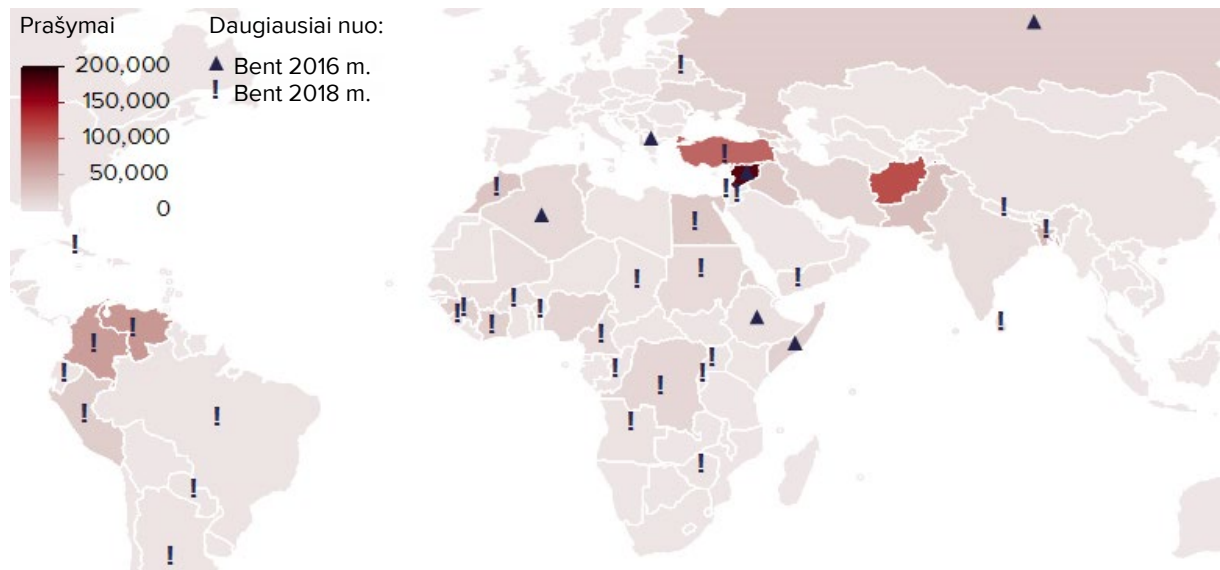 Prašymai
200,000
150,000
100,000
50,000
0
Daugiausiai nuo:
▲ Bent 2016 m.
! Bent 2018 m.